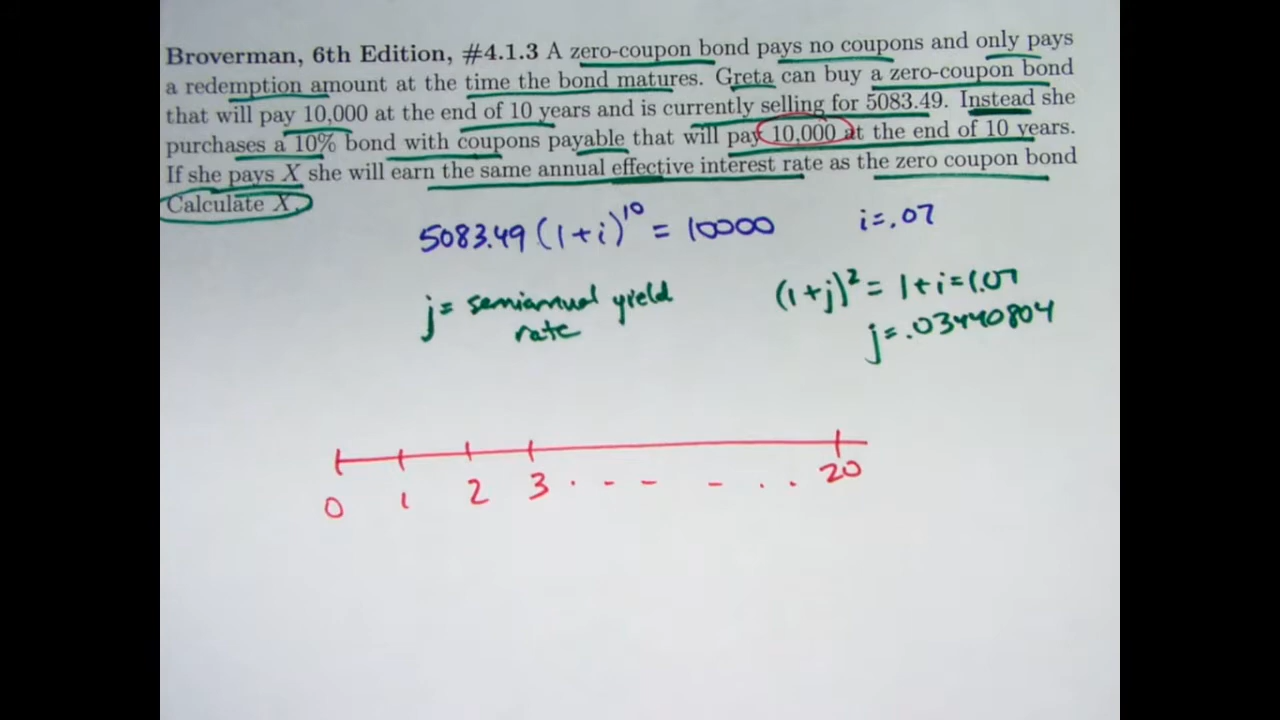 Broverman, 6th Edition, #4.1.3 A zero-coupon bond pays no coupons and only pays
a redemption amount at the time the bond matures. Greta can buy a zero-coupon bond
that will pay 10,000 at the end of 10 years and is currently selling for 5083.49. Instead she
purchases a 10% bond with coupons payable that will pay 10,000 at the end of 10 years.
If she pays X she will earn the same annual effective interest rate as the zero coupon bond
Calculate X.
5083.49 (1+i)^10 = 10000 i=.07
j= semiannual yield (1+j)^2 = 1+i=1.07
rate j=.03440804
0 1 2 3 . - - - . . 20